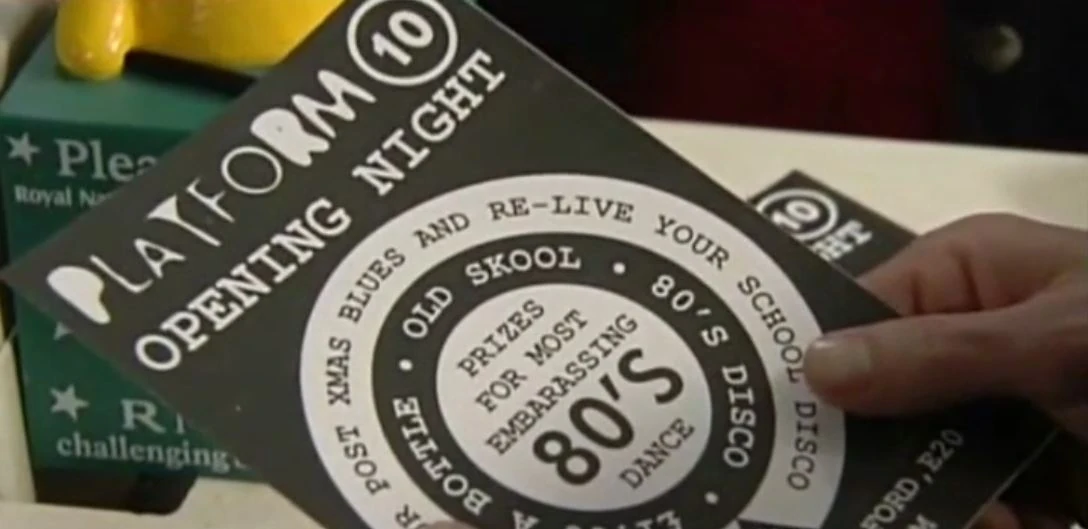 PLATFORM 10
OPENING NIGHT
POST XMAS BLUES AND RE-LIVE YOUR SCHOOL DISCO
A BOTTLE • OLD SKOOL • 80'S DISCO •
PRIZES
FOR MOST
EMBARASSING
80'S
DANCE
FORD, E20
10
HT
★ Plea
Royal Na
★ R
challenging